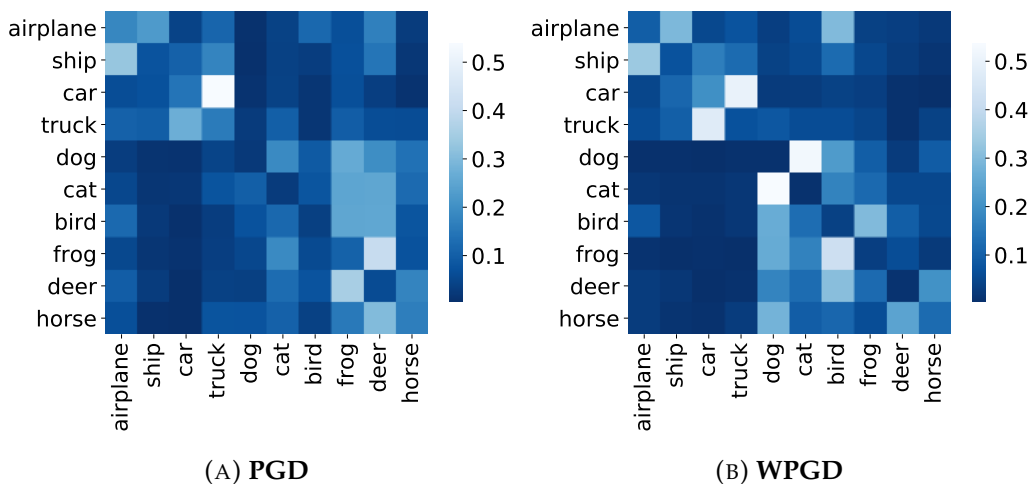 airplane
ship
car
truck
dog
cat
bird
frog
deer
horse
airplane
ship
car
truck
dog
cat
bird
frog
deer
horse
0.5
0.4
0.3
0.2
0.1
(A) PGD
airplane
ship
car
truck
dog
cat
bird
frog
deer
horse
airplane
ship
car
truck
dog
cat
bird
frog
deer
horse
0.5
0.4
0.3
0.2
0.1
(B) WPGD